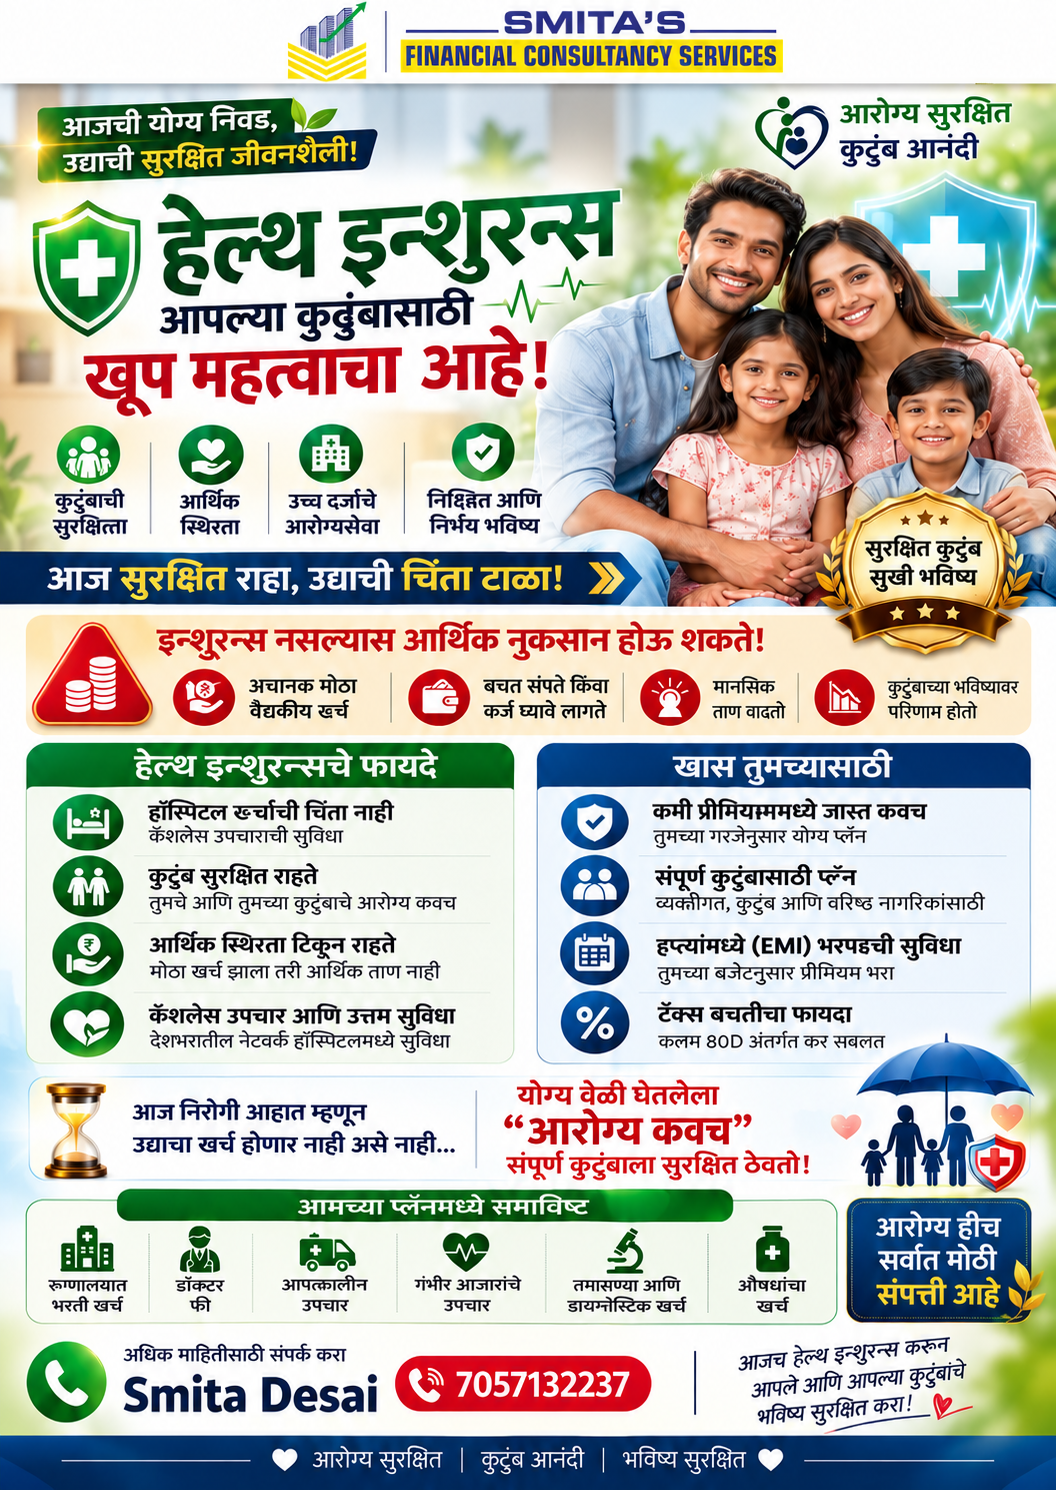 SMITA'S
FINANCIAL CONSULTANCY SERVICES
आजची योग्य निवड,
उद्याची सुरक्षित जीवनशैली!
आरोग्य सुरक्षित
कुटुंब आनंदी
हेल्थ इन्शुरन्स
आपल्या कुटुंबासाठी
खूप महत्वाचा आहे!
कुटुंबाची
सुरक्षितता
आर्थिक
स्थिरता
उच्च दर्जाचे
आरोग्यसेवा
आणि
निर्भय भविष्य
सुरक्षित कुटुंब
सुखी भविष्य
आज सुरक्षित राहा, उद्याची चिंता टाळा!
इन्शुरन्स नसल्यास आर्थिक नुकसान होऊ शकते!
अचानक मोठा
वैद्यकीय खर्च
बचत संपते किंवा
कर्ज घ्यावे लागते
मानसिक
ताण वाढतो
कुटुंबाच्या भविष्यावर
परिणाम होतो
हेल्थ इन्शुरन्सचे फायदे
हॉस्पिटल खर्चाची चिंता नाही
कॅशलेस उपचाराची सुविधा
कुटुंब सुरक्षित राहते
तुमचे आणि तुमच्या कुटुंबाचे आरोग्य कवच
आर्थिक स्थिरता टिकून राहते
मोठा खर्च झाला तरी आर्थिक ताण नाही
कॅशलेस उपचार आणि उत्तम सुविधा
देशभरातील नेटवर्क हॉस्पिटलमध्ये सुविधा
खास तुमच्यासाठी
कमी जास्त कवच
तुमच्या गरजेनुसार योग्य प्लॅन
संपूर्ण कुटुंबासाठी प्लॅन
व्यक्तीगत, कुटुंब आणि वरिष्ठ नागरिकांसाठी
हप्त्यांमध्ये (EMI) सुविधा
तुमच्या बजेटनुसार प्रीमियम भरा
टॅक्स बचतीचा फायदा
कलम 80D अंतर्गत कर सबलत
आज निरोगी आहात म्हणून
उद्याचा खर्च होणार नाही असे नाही...
योग्य वेळी घेतलेला
“आरोग्य कवच”
संपूर्ण कुटुंबाला सुरक्षित ठेवतो!
आमच्या प्लॅनमध्ये समाविष्ट
रुग्णालयात
भरती खर्च
डॉक्टर
फी
आपत्कालीन
उपचार
गंभीर आजारांचे
उपचार
तमासण्या आणि
डायग्नोस्टिक खर्च
औषधांचा
खर्च
आरोग्य हीच
सर्वात मोठी
संपत्ती आहे
अधिक माहितीसाठी संपर्क करा
Smita Desai
7057132237
आजच हेल्थ इन्शुरन्स करून
आपले आणि आपल्या कुटुंबांचे
भविष्य सुरक्षित करा!
आरोग्य सुरक्षित | कुटुंब आनंदी | भविष्य सुरक्षित